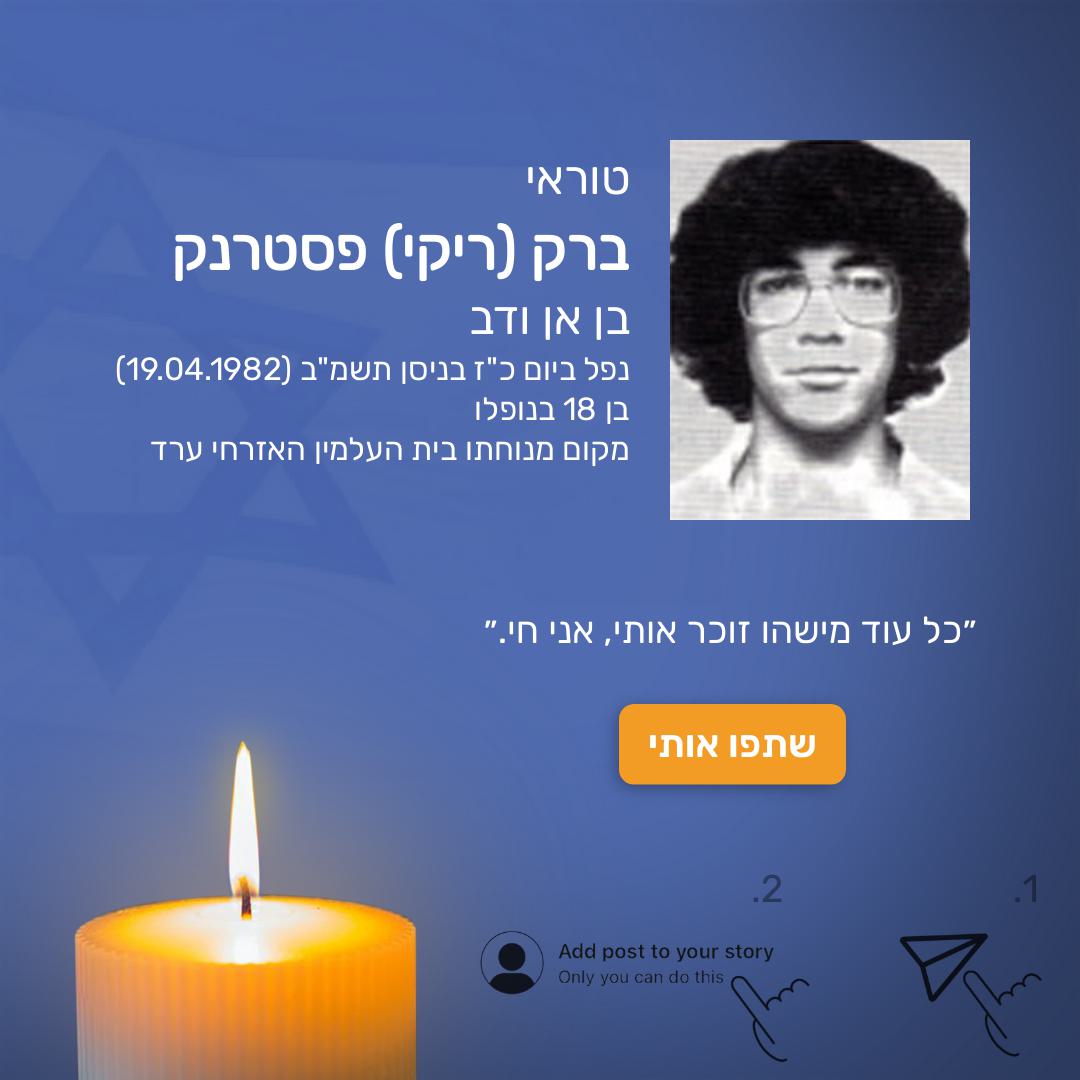 טוראי
ברק (ריקי) פסטרנק
בן אן ודב
נפל ביום כ"ז בניסן תשמ"ב (19.04.1982)
בן 18 בנופלו
מקום מנוחתו בית העלמין האזרחי ערד
״כל עוד מישהו זוכר אותי, אני חי.״
שתפו אותי
.1
.2
Add post to your story
Only you can do this